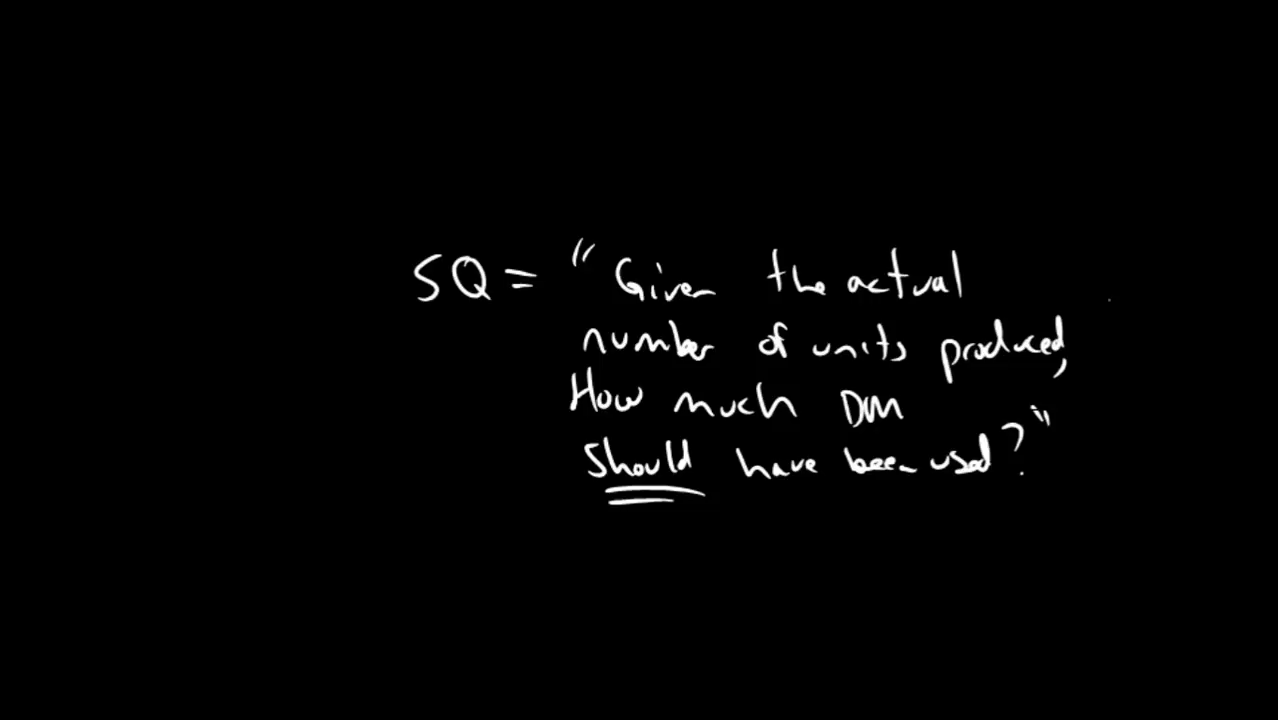 SQ = "Given the actual
number of units produced,
How much DM
should have been used?"